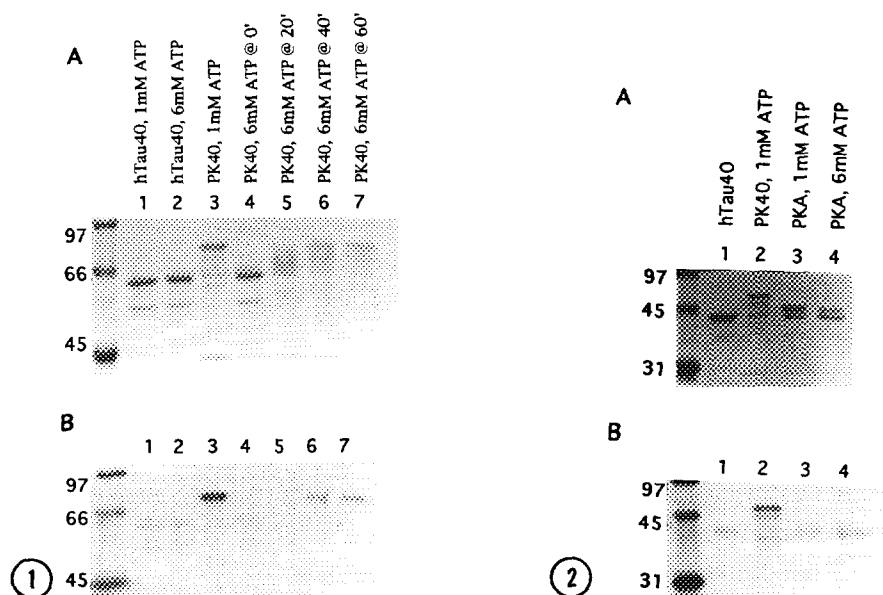 A
hTau40, 1mM ATP
hTau40, 6mM ATP
PK40, 1mM ATP
PK40, 6mM ATP @ 0'
PK40, 6mM ATP @ 20'
PK40, 6mM ATP @ 40'
PK40, 6mM ATP @ 60'
1 2 3 4 5 6 7
97
66
45
B
1 2 3 4 5 6 7
97
66
45
1
A
hTau40
PK40, 1mM ATP
PKA, 1mM ATP
PKA, 6mM ATP
1 2 3 4
97
45
31
B
1 2 3 4
97
45
31
2